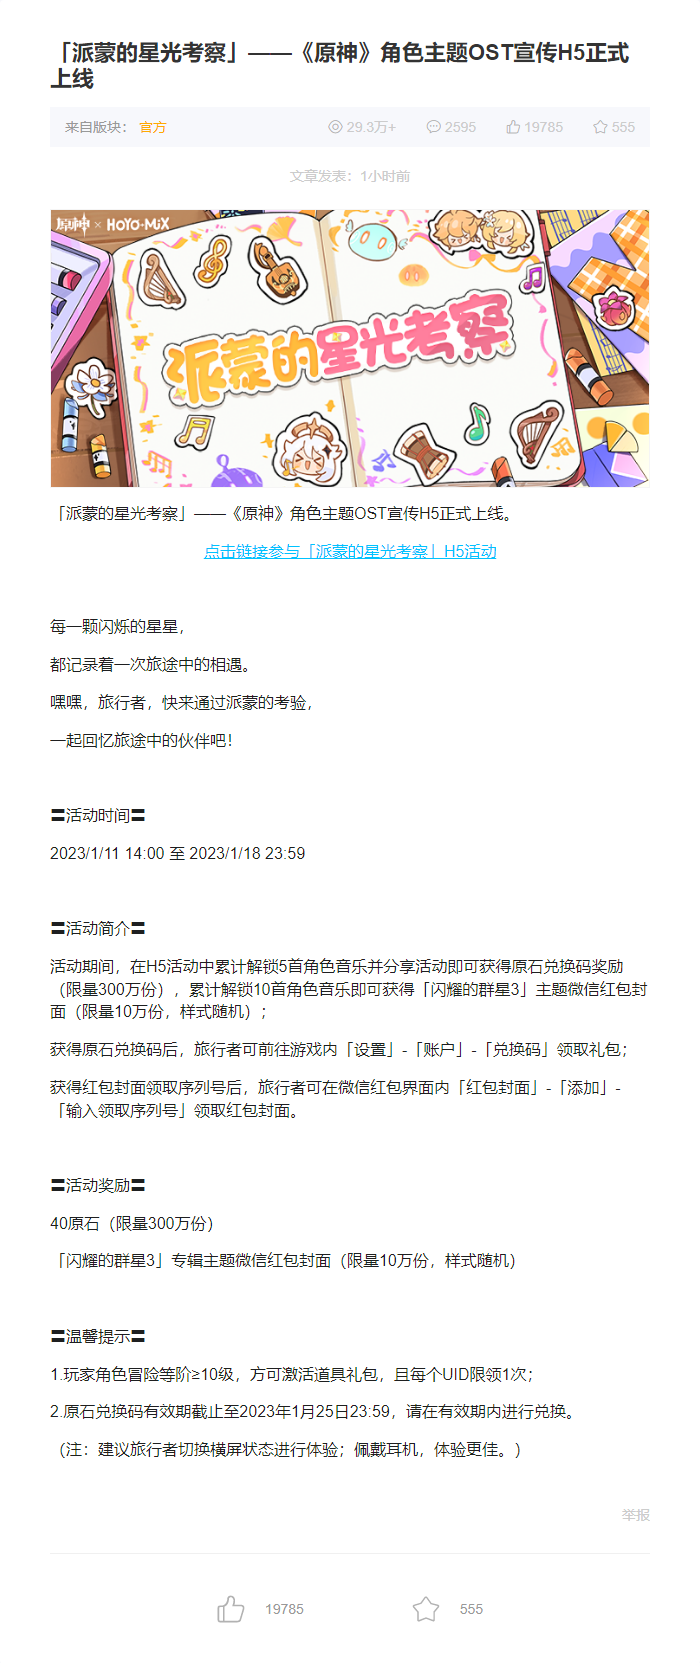 「派蒙的星光考察」——《原神》角色主题OST宣传H5正式
上线
来自版块： 官方
29.3万+ 2595 19785 555
文章发表：1小时前
原神 × HOYO-MiX
派蒙的星光考察
「派蒙的星光考察」——《原神》角色主题OST宣传H5正式上线。
点击链接参与「派蒙的星光考察」H5活动
每一颗闪烁的星星，
都记录着一次旅途中的相遇。
嘿嘿，旅行者，快来通过派蒙的考验，
一起回忆旅途中的伙伴吧！
〓活动时间〓
2023/1/11 14:00 至 2023/1/18 23:59
〓活动简介〓
活动期间，在H5活动中累计解锁5首角色音乐并分享活动即可获得原石兑换码奖励
（限量300万份），累计解锁10首角色音乐即可获得「闪耀的群星3」主题微信红包封
面（限量10万份，样式随机）；
获得原石兑换码后，旅行者可前往游戏内「设置」-「账户」-「兑换码」领取礼包；
获得红包封面领取序列号后，旅行者可在微信红包界面内「红包封面」-「添加」-
「输入领取序列号」领取红包封面。
〓活动奖励〓
40原石（限量300万份）
「闪耀的群星3」专辑主题微信红包封面（限量10万份，样式随机）
〓温馨提示〓
1.玩家角色冒险等阶≥10级，方可激活道具礼包，且每个UID限领1次；
2.原石兑换码有效期截止至2023年1月25日23:59，请在有效期内进行兑换。
（注：建议旅行者切换横屏状态进行体验；佩戴耳机，体验更佳。）
举报
19785 555